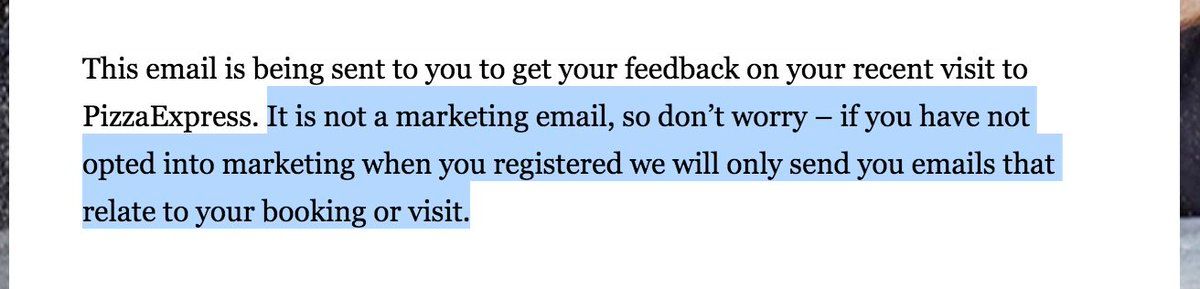 This email is being sent to you to get your feedback on your recent visit to
PizzaExpress. It is not a marketing email, so don’t worry – if you have not
opted into marketing when you registered we will only send you emails that
relate to your booking or visit.